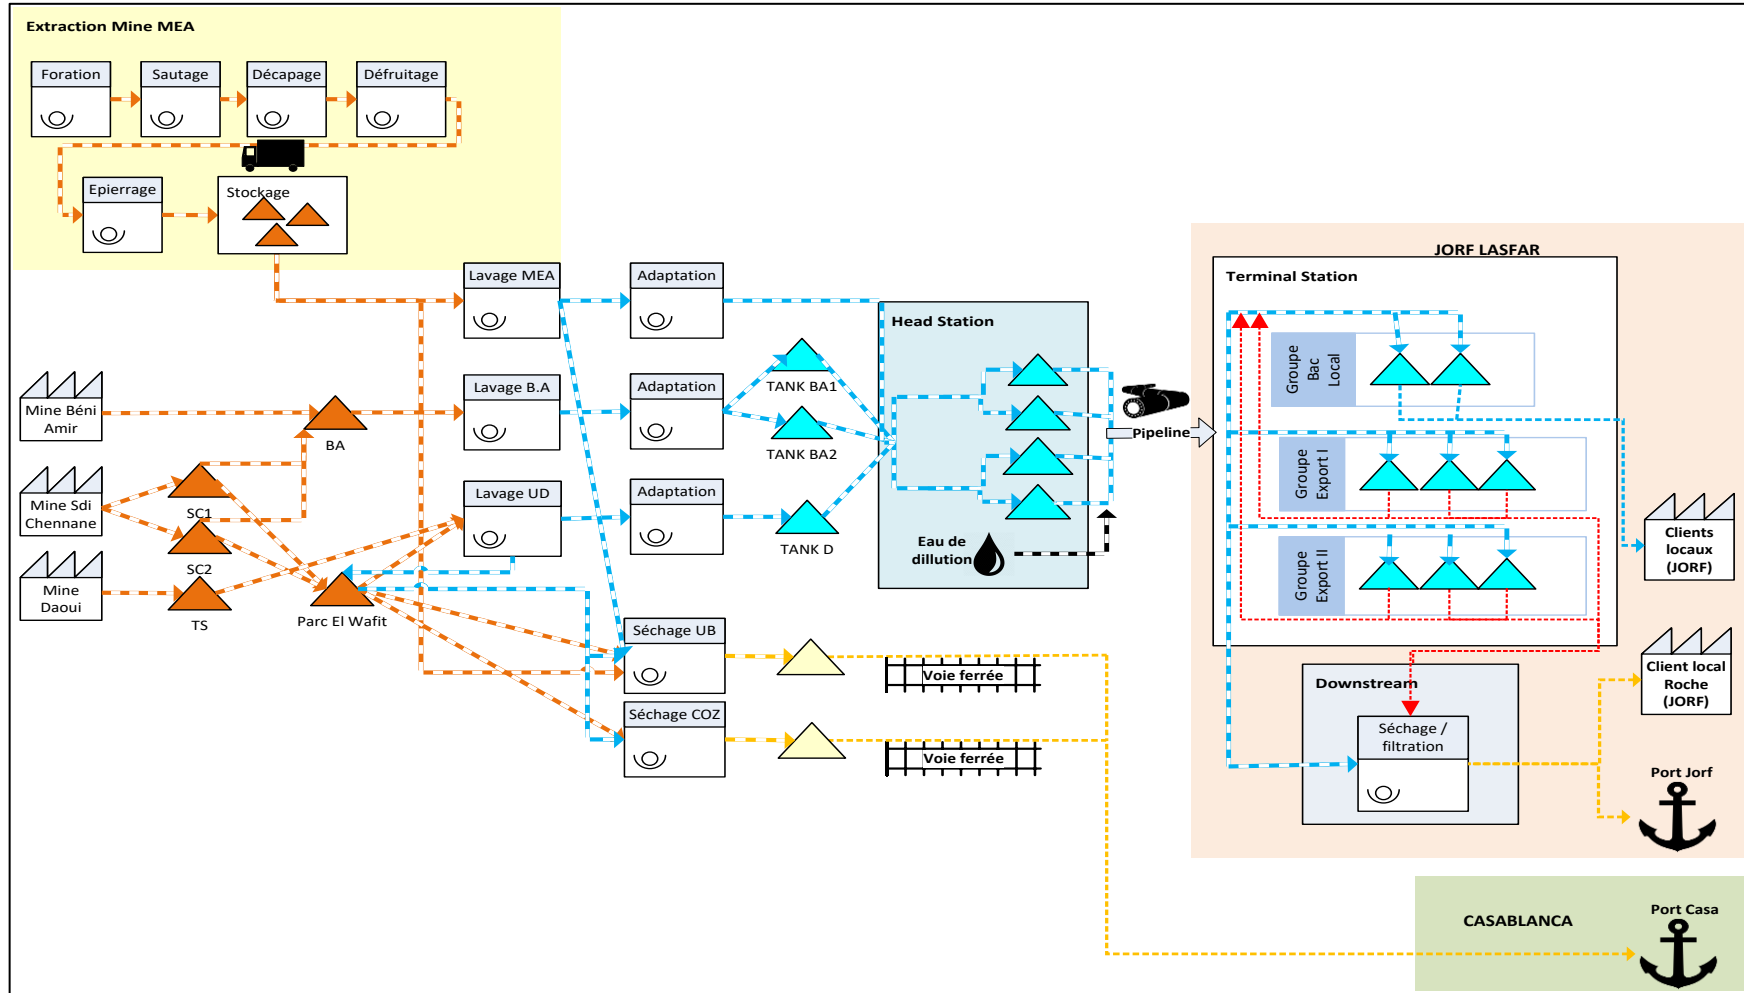 Extraction Mine MEA
Foration
Sautage
Décapage
Défruitage
Epierrage
Stockage
Lavage MEA
Adaptation
Head Station
JORF LASFAR
Terminal Station
Groupe
Bac
Local
Mine Béni
Amir
BA
Lavage B.A
Adaptation
TANK BA1
TANK BA2
Pipeline
Groupe
Export I
Mine Sdi
Chennane
SC1
SC2
Lavage UD
Adaptation
TANK D
Eau de
dillution
Groupe
Export II
Clients
locaux
(JORF)
Mine
Daoui
TS
Parc El Wafit
Séchage UB
Voie ferrée
Séchage COZ
Voie ferrée
Downstream
Séchage /
filtration
Client local
Roche
(JORF)
Port Jorf
CASABLANCA
Port Casa